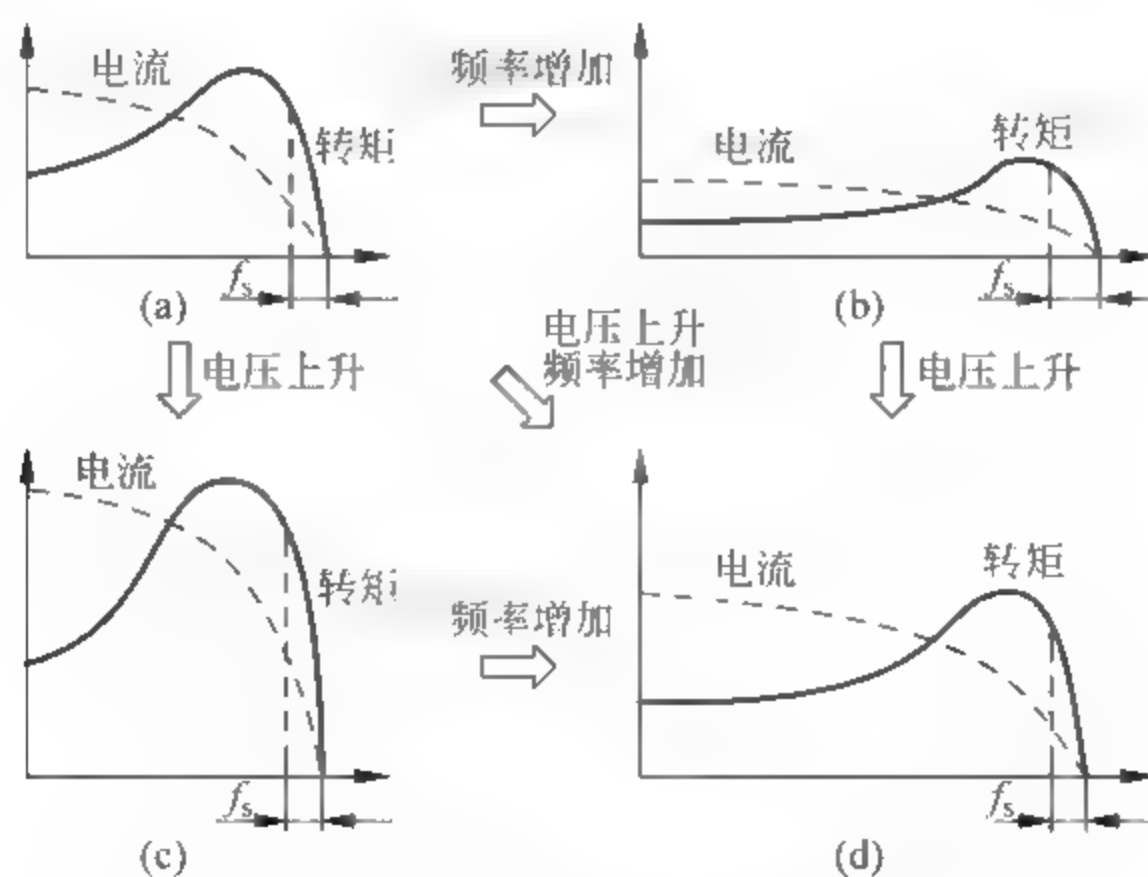 电流
频率增加
转矩
电流
转矩
fs
fs
(a)
(b)
电压上升
电压上升
频率增加
电压上升
电流
转矩
频率增加
电流
转矩
fs
fs
(c)
(d)